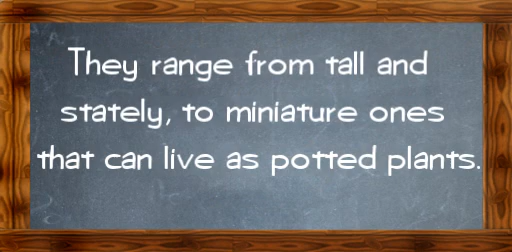 They range from tall and
stately, to miniature ones
that can live as potted plants.